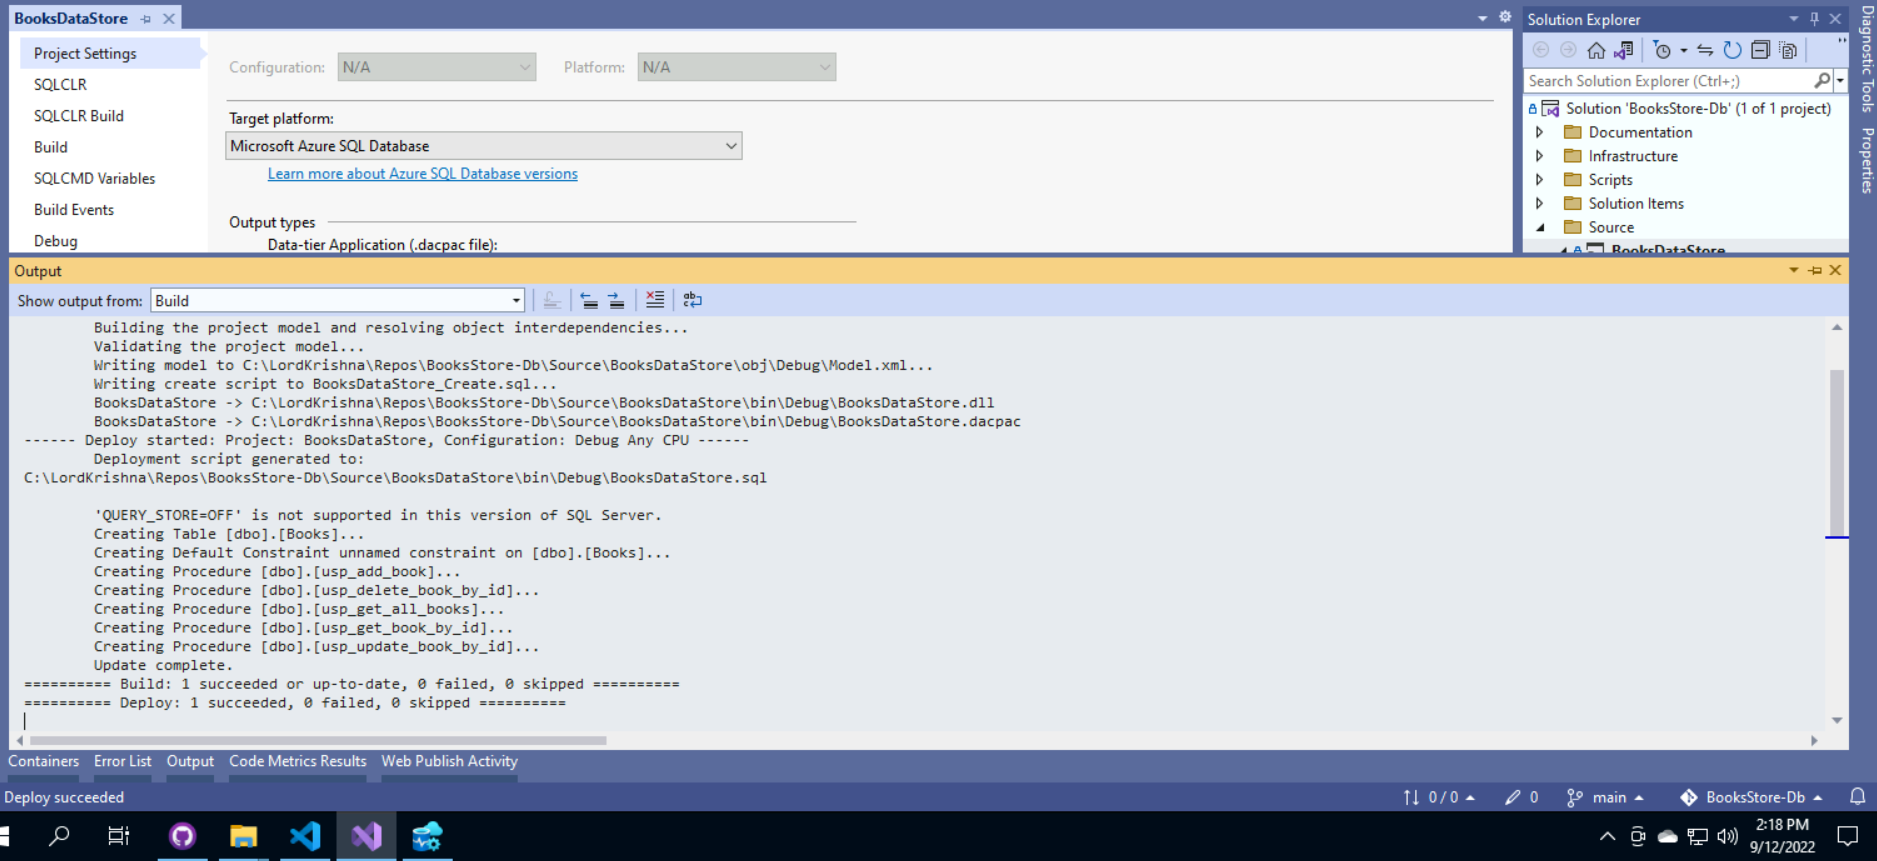 BooksDataStore
Solution Explorer
Diagnostic Tools
Properties
Project Settings
SQLCLR
SQLCLR Build
Build
SQLCMD Variables
Build Events
Debug
Configuration: N/A Platform: N/A
Target platform:
Microsoft Azure SQL Database
Learn more about Azure SQL Database versions
Output types
Data-tier Application (.dacpac file):
Search Solution Explorer (Ctrl+;)
Solution 'BooksStore-Db' (1 of 1 project)
Documentation
Infrastructure
Scripts
Solution Items
Source
BooksDataStore
Output
Show output from: Build
Building the project model and resolving object interdependencies...
Validating the project model...
Writing model to C:\LordKrishna\Repos\BooksStore-Db\Source\BooksDataStore\obj\Debug\Model.xml...
Writing create script to BooksDataStore_Create.sql...
BooksDataStore -> C:\LordKrishna\Repos\BooksStore-Db\Source\BooksDataStore\bin\Debug\BooksDataStore.dll
BooksDataStore -> C:\LordKrishna\Repos\BooksStore-Db\Source\BooksDataStore\bin\Debug\BooksDataStore.dacpac
------ Deploy started: Project: BooksDataStore, Configuration: Debug Any CPU ------
Deployment script generated to:
C:\LordKrishna\Repos\BooksStore-Db\Source\BooksDataStore\bin\Debug\BooksDataStore.sql
'QUERY_STORE=OFF' is not supported in this version of SQL Server.
Creating Table [dbo].[Books]...
Creating Default Constraint unnamed constraint on [dbo].[Books]...
Creating Procedure [dbo].[usp_add_book]...
Creating Procedure [dbo].[usp_delete_book_by_id]...
Creating Procedure [dbo].[usp_get_all_books]...
Creating Procedure [dbo].[usp_get_book_by_id]...
Creating Procedure [dbo].[usp_update_book_by_id]...
Update complete.
========== Build: 1 succeeded or up-to-date, 0 failed, 0 skipped ==========
========== Deploy: 1 succeeded, 0 failed, 0 skipped ==========
Containers Error List Output Code Metrics Results Web Publish Activity
Deploy succeeded 0 / 0 0 main BooksStore-Db
2:18 PM
9/12/2022